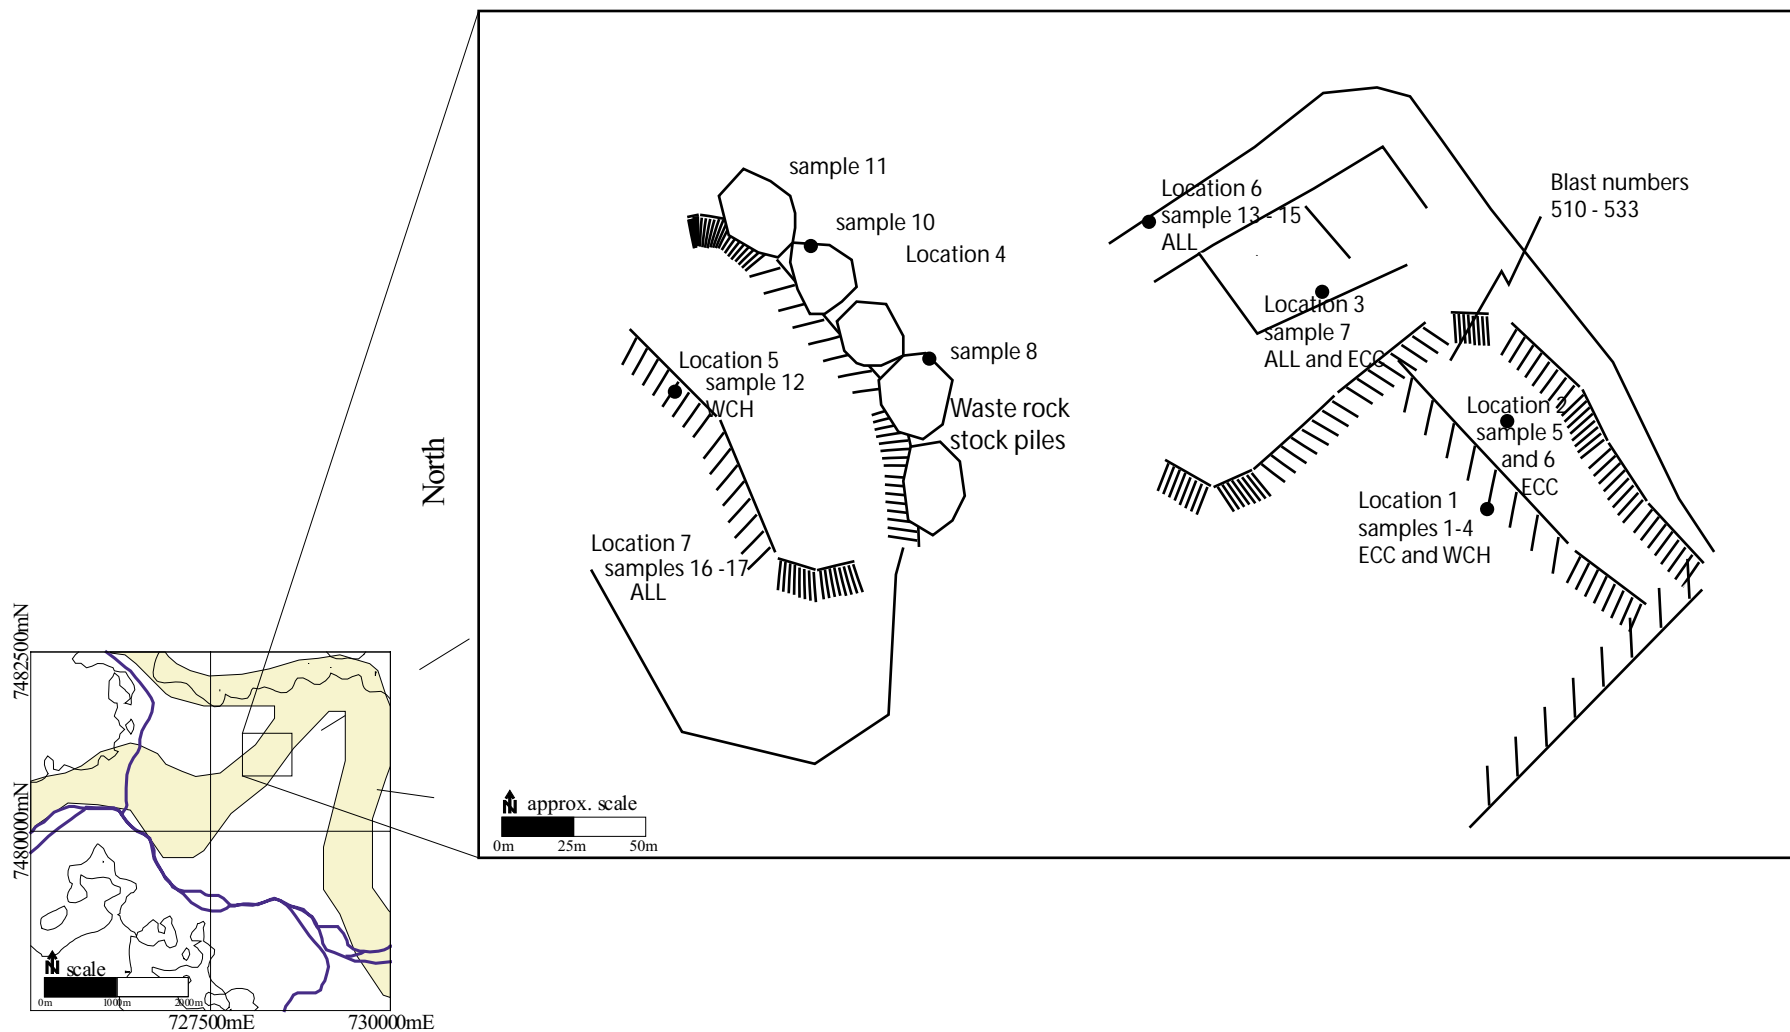 sample 11
sample 10
Location 4
Location 6
sample 13 - 15
ALL
Blast numbers
510 - 533
Location 3
sample 7
ALL and ECC
sample 8
Location 5
sample 12
WCH
Waste rock
stock piles
Location 2
sample 5
and 6
ECC
Location 1
samples 1-4
ECC and WCH
Location 7
samples 16 -17
ALL
North
N approx. scale
0m 25m 50m
7482500mN
7480000mN
N scale
0m 1000m 2000m
727500mE 730000mE